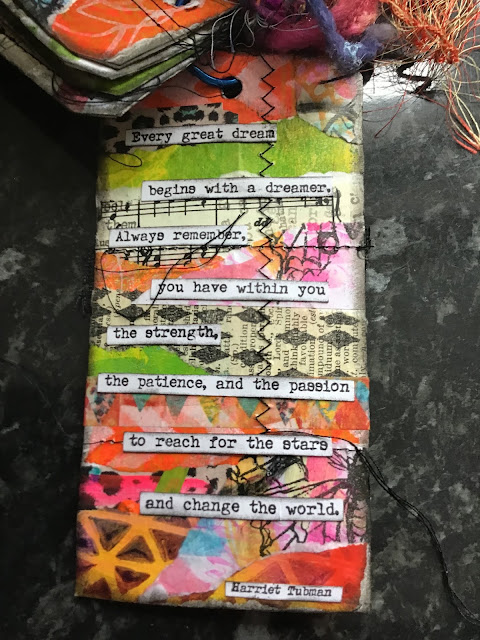 Every great dream
begins with a dreamer.
Always remember,
you have within you
the strength,
the patience, and the passion
to reach for the stars
and change the world.
Harriet Tubman